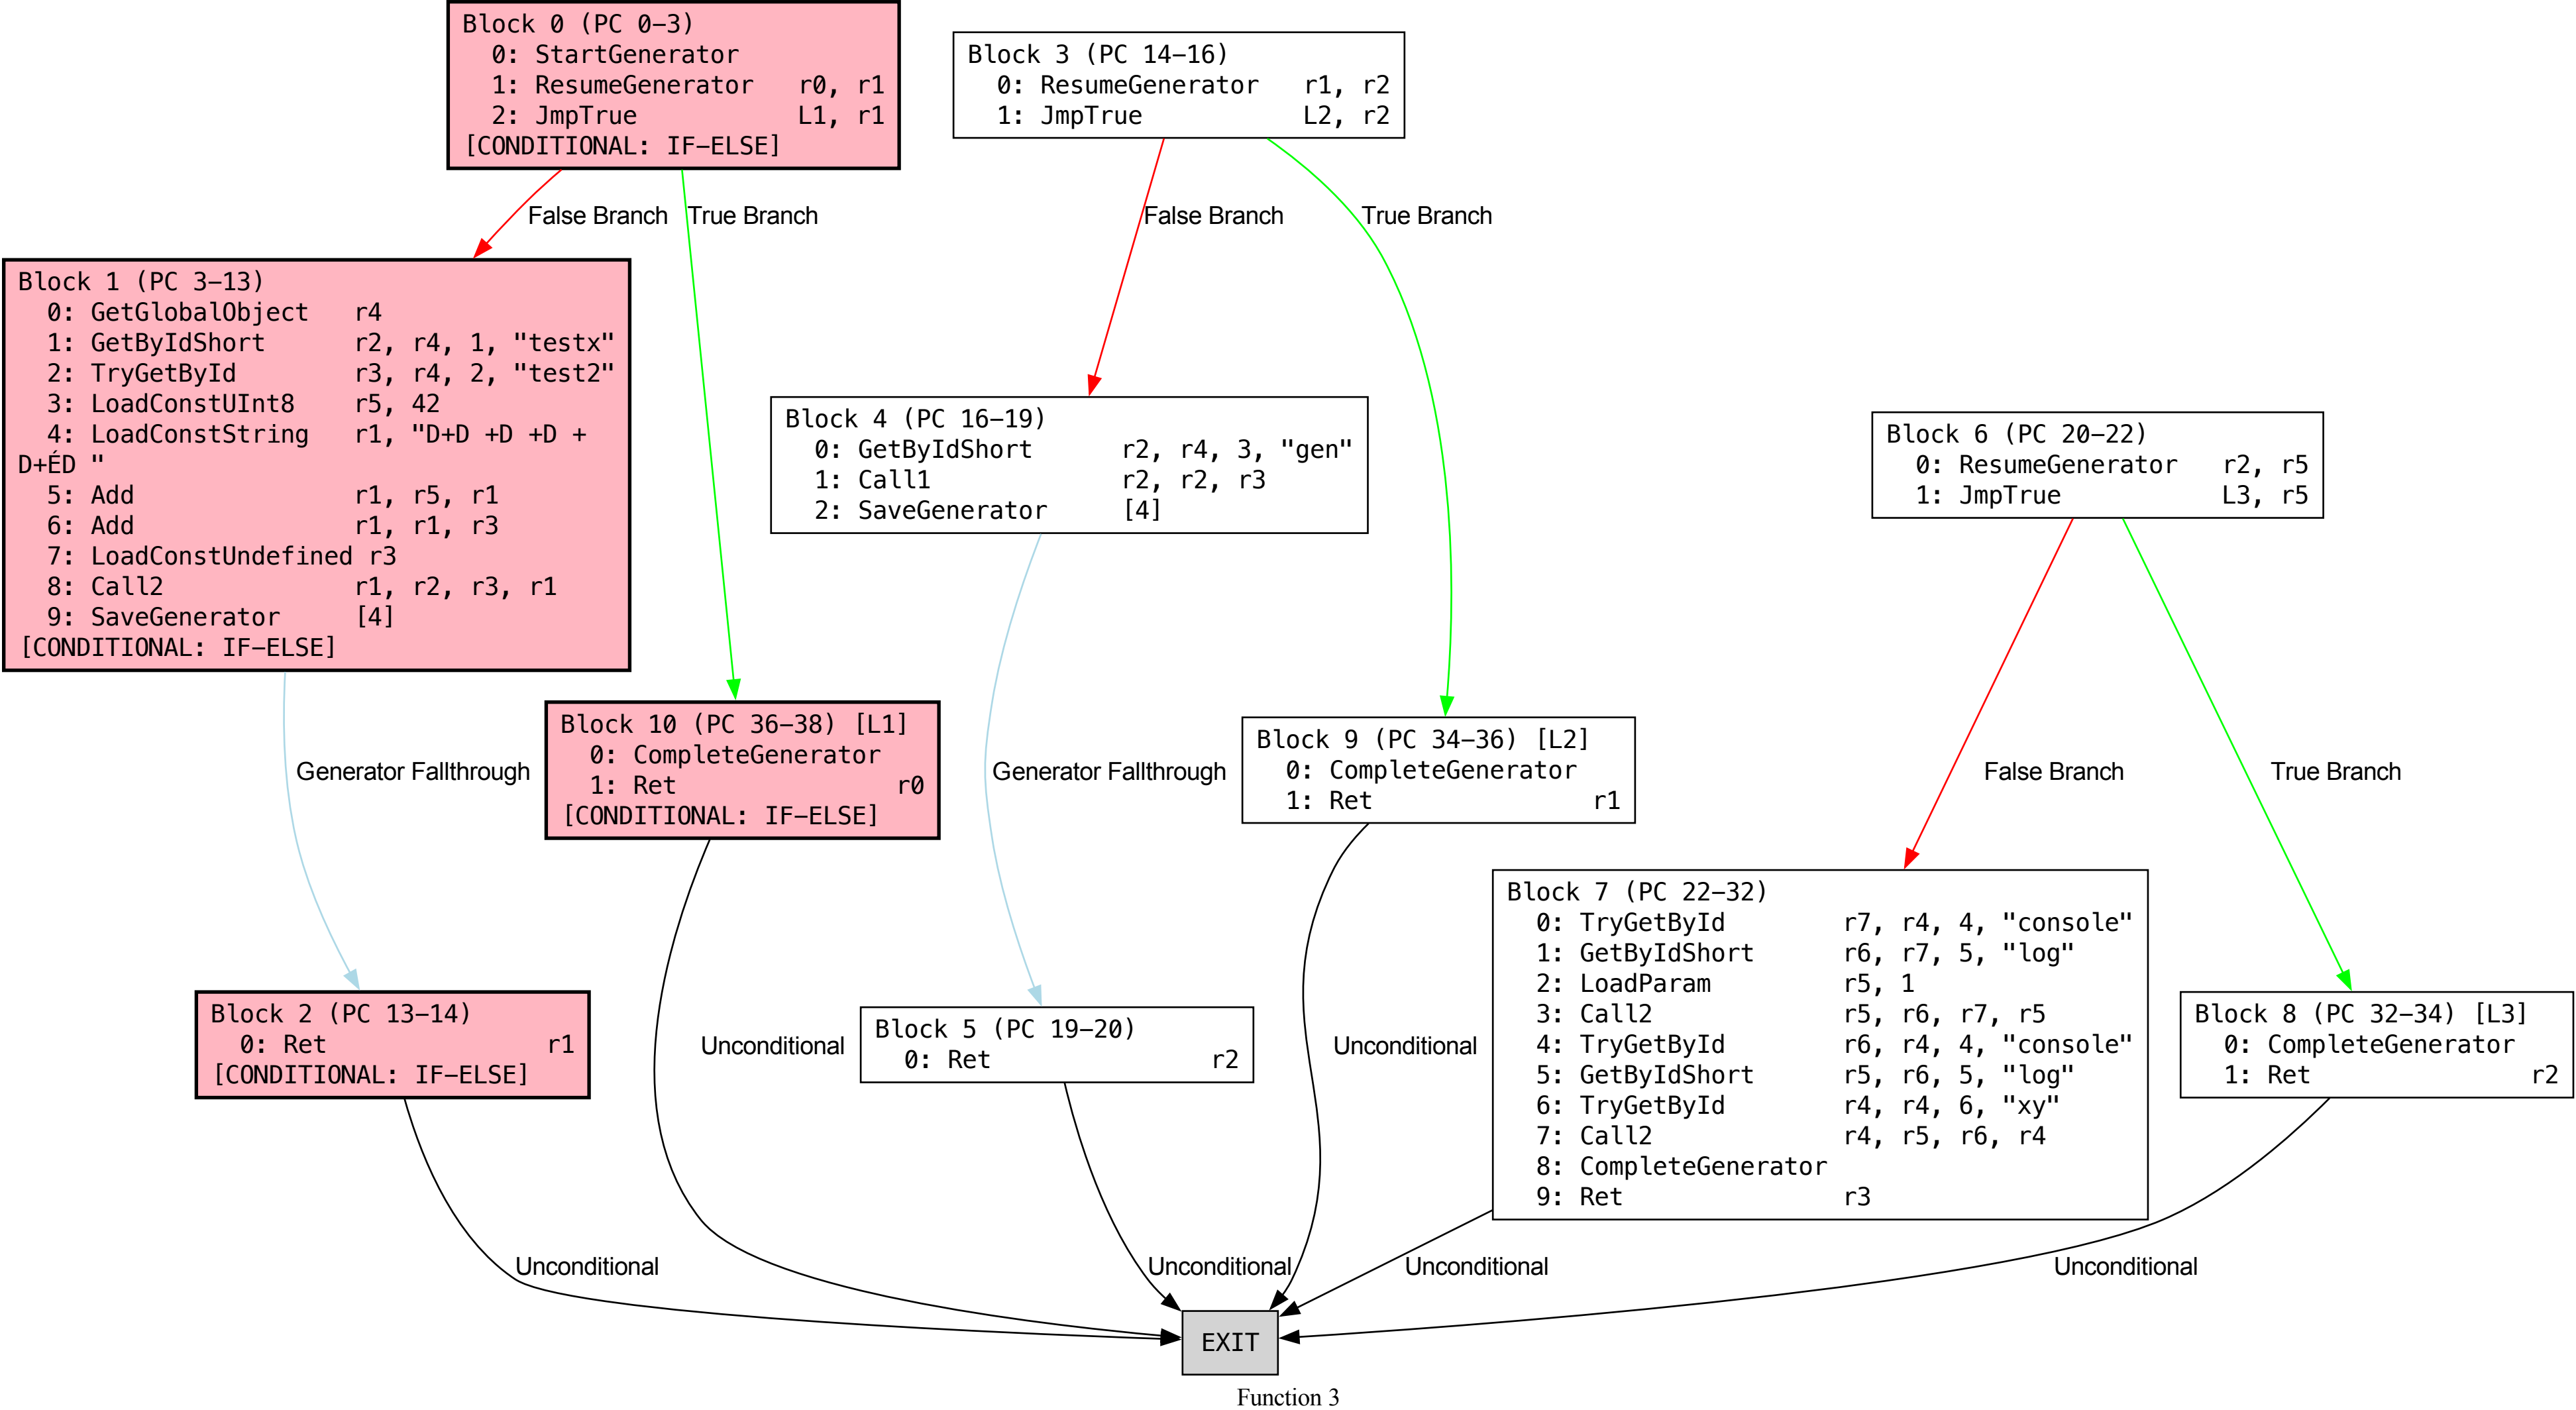 Block 0 (PC 0–3)
0: StartGenerator
1: ResumeGenerator r0, r1
2: JmpTrue L1, r1
[CONDITIONAL: IF–ELSE]
Block 3 (PC 14–16)
0: ResumeGenerator r1, r2
1: JmpTrue L2, r2
False Branch
True Branch
False Branch
True Branch
Block 1 (PC 3–13)
0: GetGlobalObject r4
1: GetByIdShort r2, r4, 1, "testx"
2: TryGetById r3, r4, 2, "test2"
3: LoadConstUInt8 r5, 42
4: LoadConstString r1, "D+D +D +D +
D+ÉD "
5: Add r1, r5, r1
6: Add r1, r1, r3
7: LoadConstUndefined r3
8: Call2 r1, r2, r3, r1
9: SaveGenerator [4]
[CONDITIONAL: IF–ELSE]
Block 4 (PC 16–19)
0: GetByIdShort r2, r4, 3, "gen"
1: Call1 r2, r2, r3
2: SaveGenerator [4]
Block 6 (PC 20–22)
0: ResumeGenerator r2, r5
1: JmpTrue L3, r5
Generator Fallthrough
Block 10 (PC 36–38) [L1]
0: CompleteGenerator
1: Ret r0
[CONDITIONAL: IF–ELSE]
Generator Fallthrough
Block 9 (PC 34–36) [L2]
0: CompleteGenerator
1: Ret r1
False Branch
True Branch
Block 2 (PC 13–14)
0: Ret r1
[CONDITIONAL: IF–ELSE]
Unconditional
Block 5 (PC 19–20)
0: Ret r2
Unconditional
Block 7 (PC 22–32)
0: TryGetById r7, r4, 4, "console"
1: GetByIdShort r6, r7, 5, "log"
2: LoadParam r5, 1
3: Call2 r5, r6, r7, r5
4: TryGetById r6, r4, 4, "console"
5: GetByIdShort r5, r6, 5, "log"
6: TryGetById r4, r4, 6, "xy"
7: Call2 r4, r5, r6, r4
8: CompleteGenerator
9: Ret r3
Block 8 (PC 32–34) [L3]
0: CompleteGenerator
1: Ret r2
Unconditional
Unconditional
Unconditional
Unconditional
EXIT
Function 3